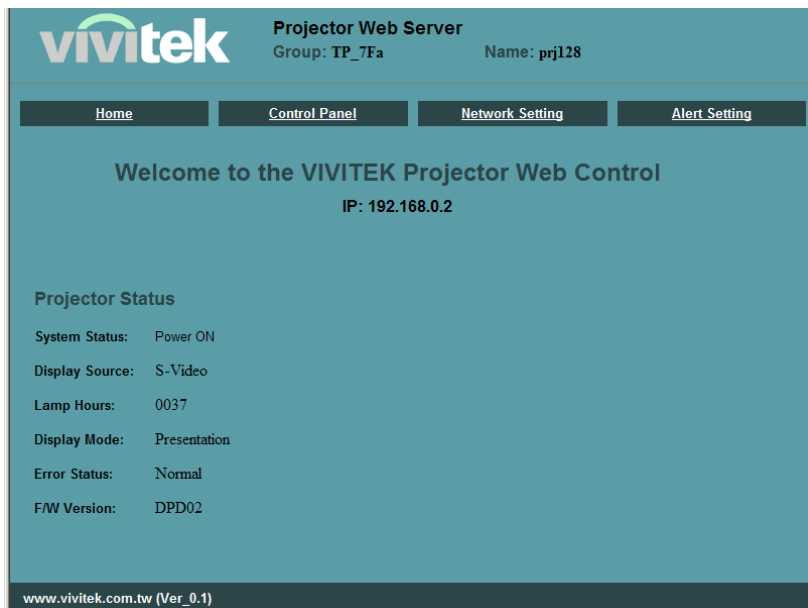 vivitek
Projector Web Server
Group: TP_7Fa Name: prj128
Home Control Panel Network Setting Alert Setting
Welcome to the VIVITEK Projector Web Control
IP: 192.168.0.2
Projector Status
System Status: Power ON
Display Source: S-Video
Lamp Hours: 0037
Display Mode: Presentation
Error Status: Normal
F/W Version: DPD02
www.vivitek.com.tw (Ver_0.1)